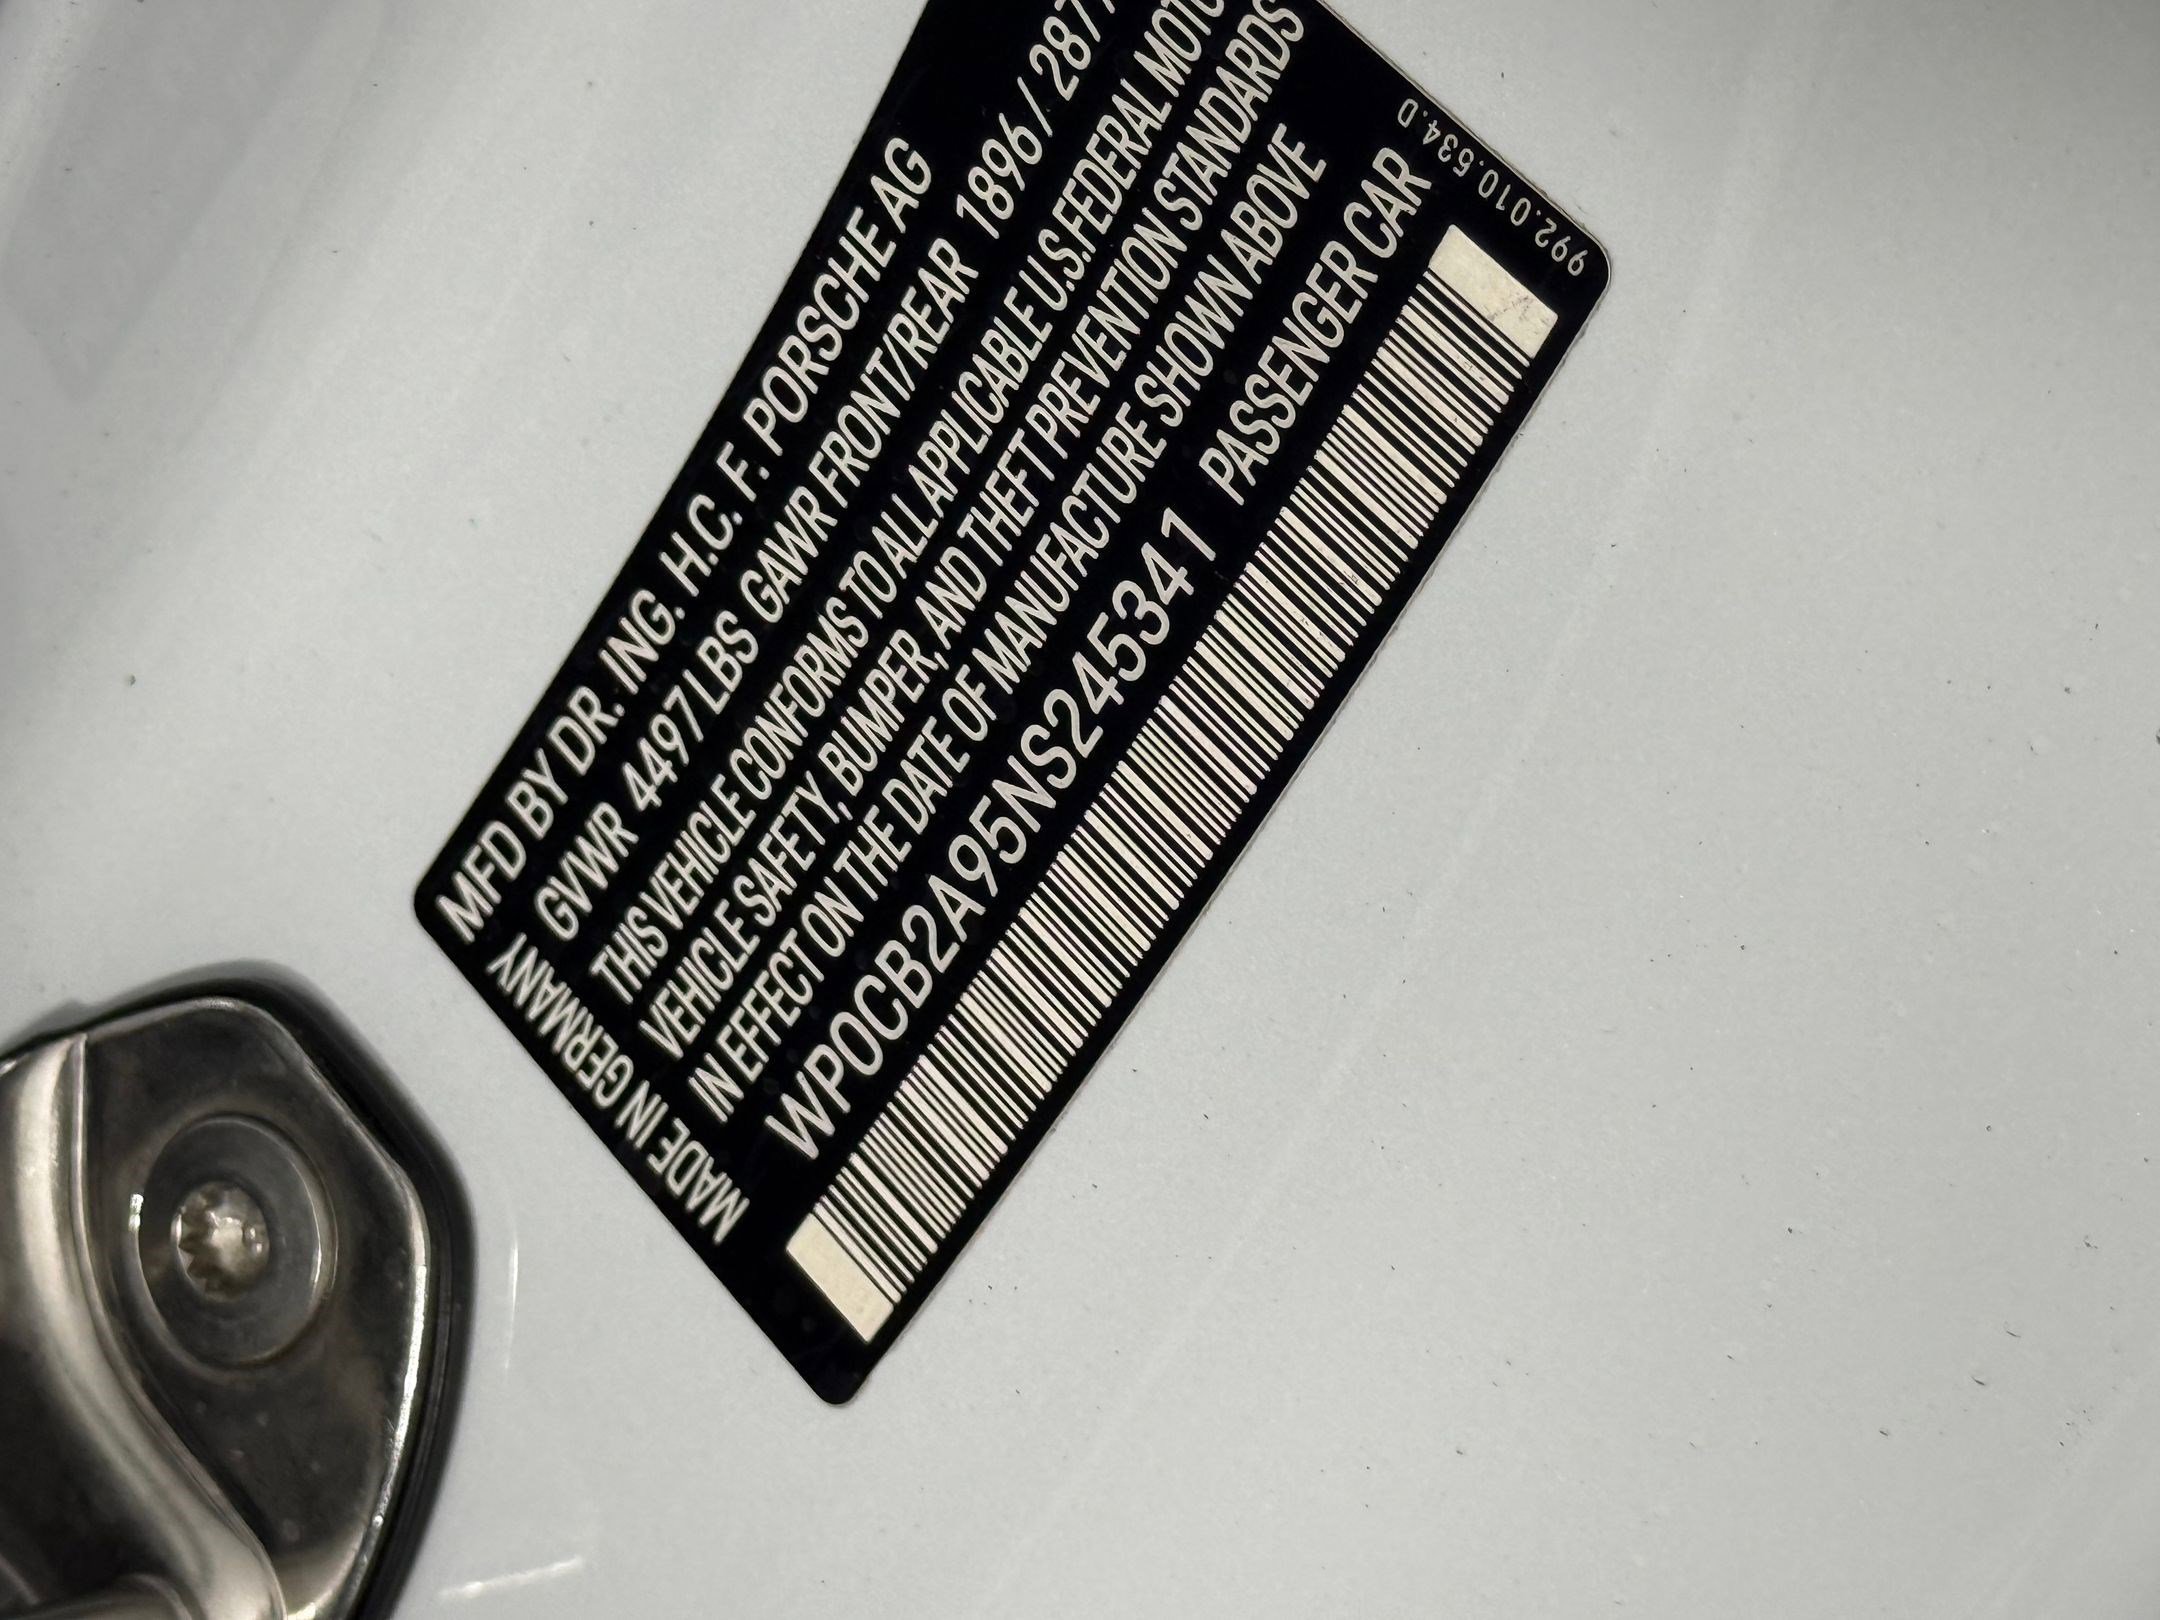 MFD BY DR. ING. H.C. F. PORSCHE AG
GVWR 4497 LBS GAWR FRONT/REAR 1896 / 287
THIS VEHICLE CONFORMS TO ALL APPLICABLE U.S.FEDERAL MOTO
VEHICLE SAFETY, BUMPER, AND THEFT PREVENTION STANDARDS
IN EFFECT ON THE DATE OF MANUFACTURE SHOWN ABOVE
WP0CB2A95NS245341 PASSENGER CAR
MADE IN GERMANY
992.010.534.D